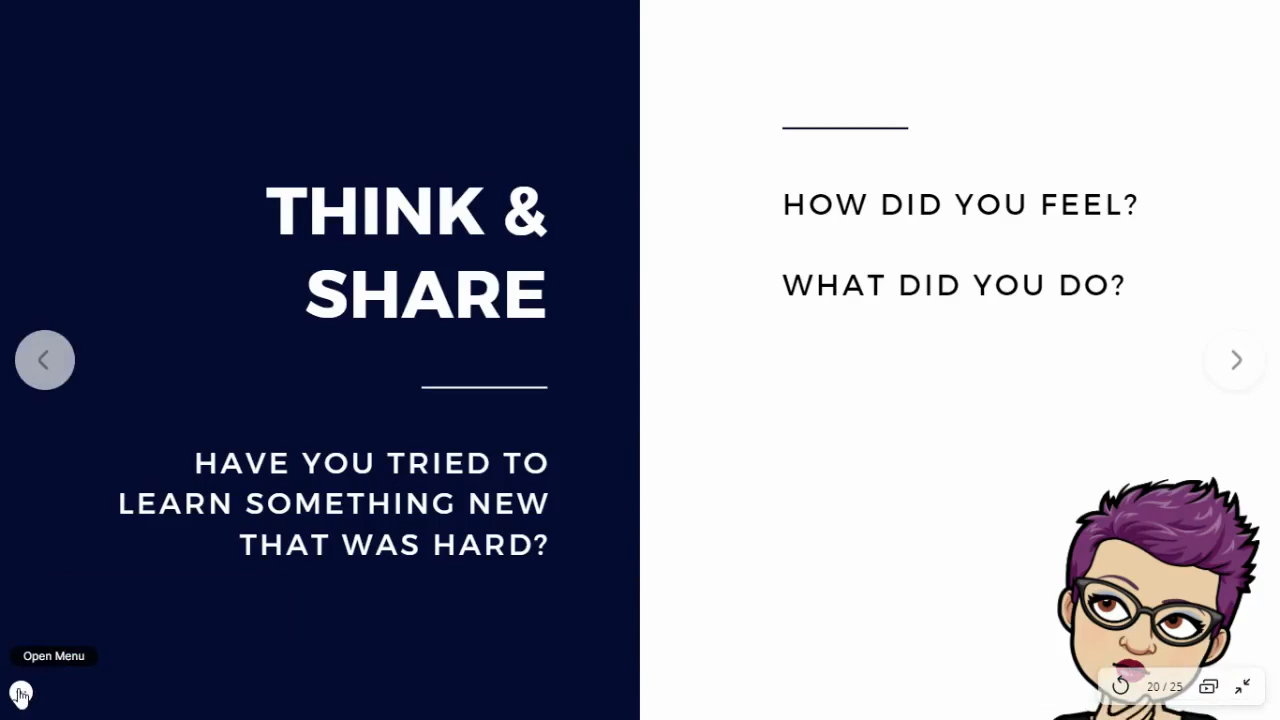 THINK &
SHARE
HAVE YOU TRIED TO
LEARN SOMETHING NEW
THAT WAS HARD?
HOW DID YOU FEEL?
WHAT DID YOU DO?
Open Menu
20 / 25